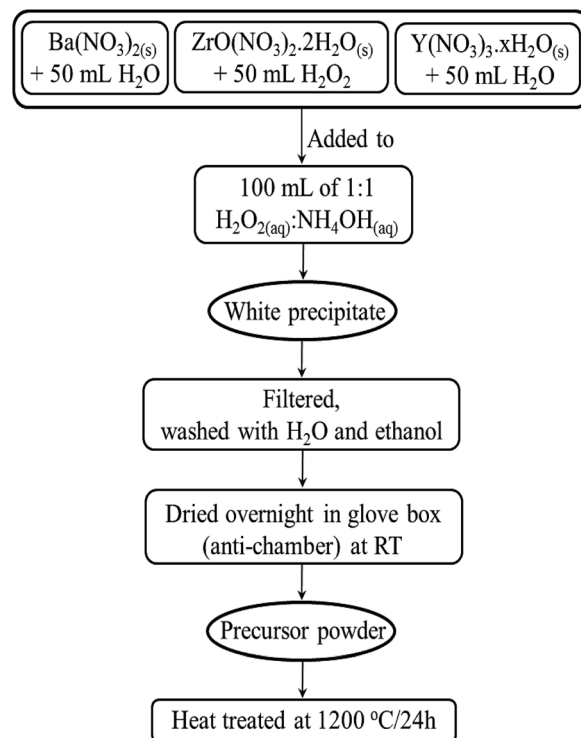 Ba(NO₃)₂₍ₛ₎
+ 50 mL H₂O
ZrO(NO₃)₂.2H₂O₍ₛ₎
+ 50 mL H₂O₂
Y(NO₃)₃.xH₂O₍ₛ₎
+ 50 mL H₂O
Added to
100 mL of 1:1
H₂O₂(aq):NH₄OH(aq)
White precipitate
Filtered,
washed with H₂O and ethanol
Dried overnight in glove box
(anti-chamber) at RT
Precursor powder
Heat treated at 1200 ºC/24h